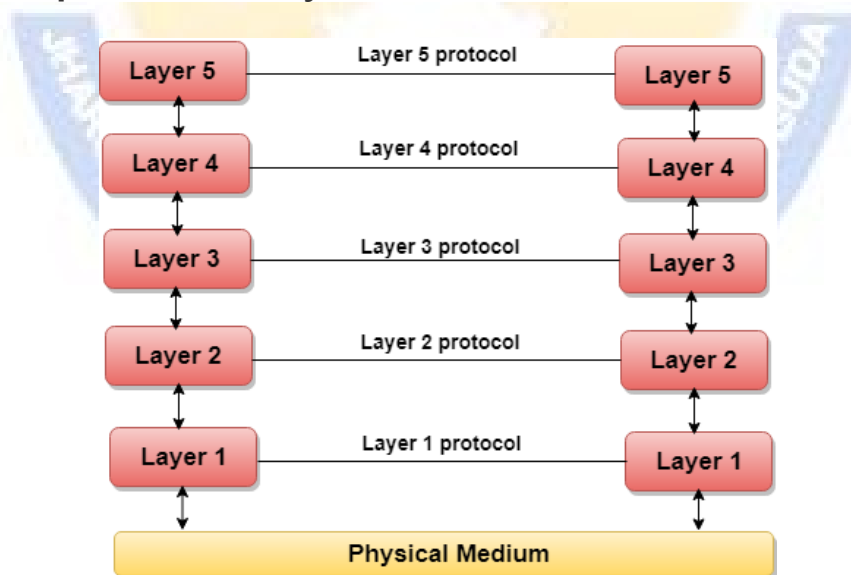 Layer 5 Layer 5 protocol Layer 5
Layer 4 Layer 4 protocol Layer 4
Layer 3 Layer 3 protocol Layer 3
Layer 2 Layer 2 protocol Layer 2
Layer 1 Layer 1 protocol Layer 1
Physical Medium